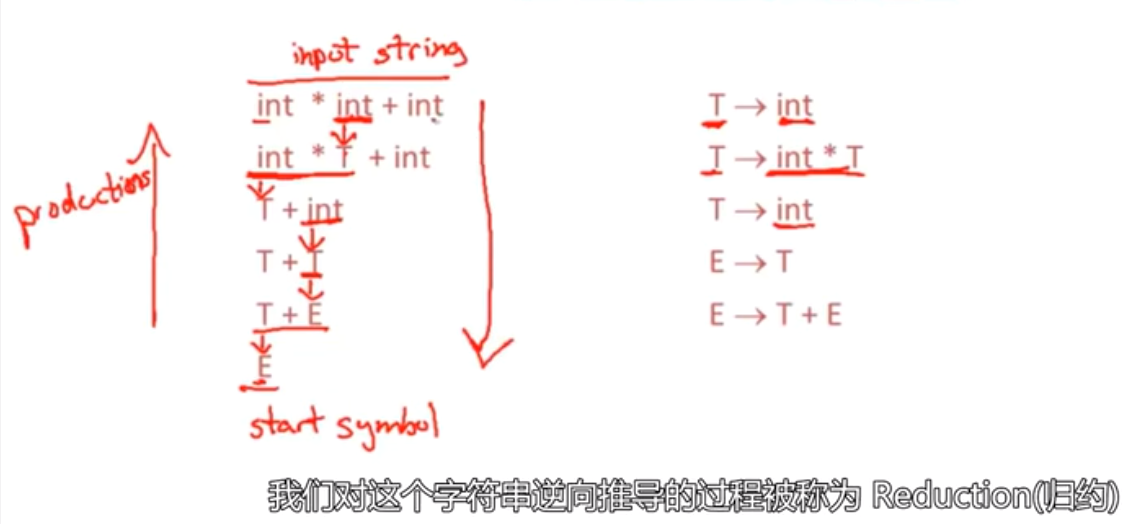 input string
int * int + int
int * T + int
T + int
T + T
T + E
E
start symbol
productions
T → int
T → int * T
T → int
E → T
E → T + E
我们对这个字符串逆向推导的过程被称为 Reduction(归约)